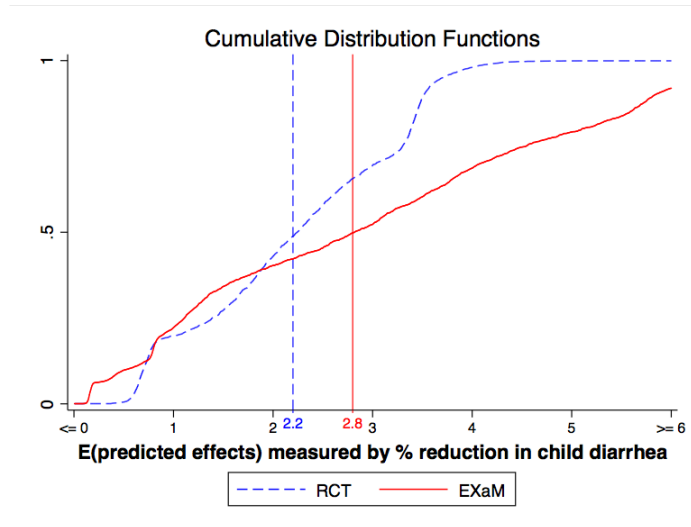 Cumulative Distribution Functions
1
.5
0
<= 0 1 2 2.2 2.8 3 4 5 >= 6
E(predicted effects) measured by % reduction in child diarrhea
RCT EXaM